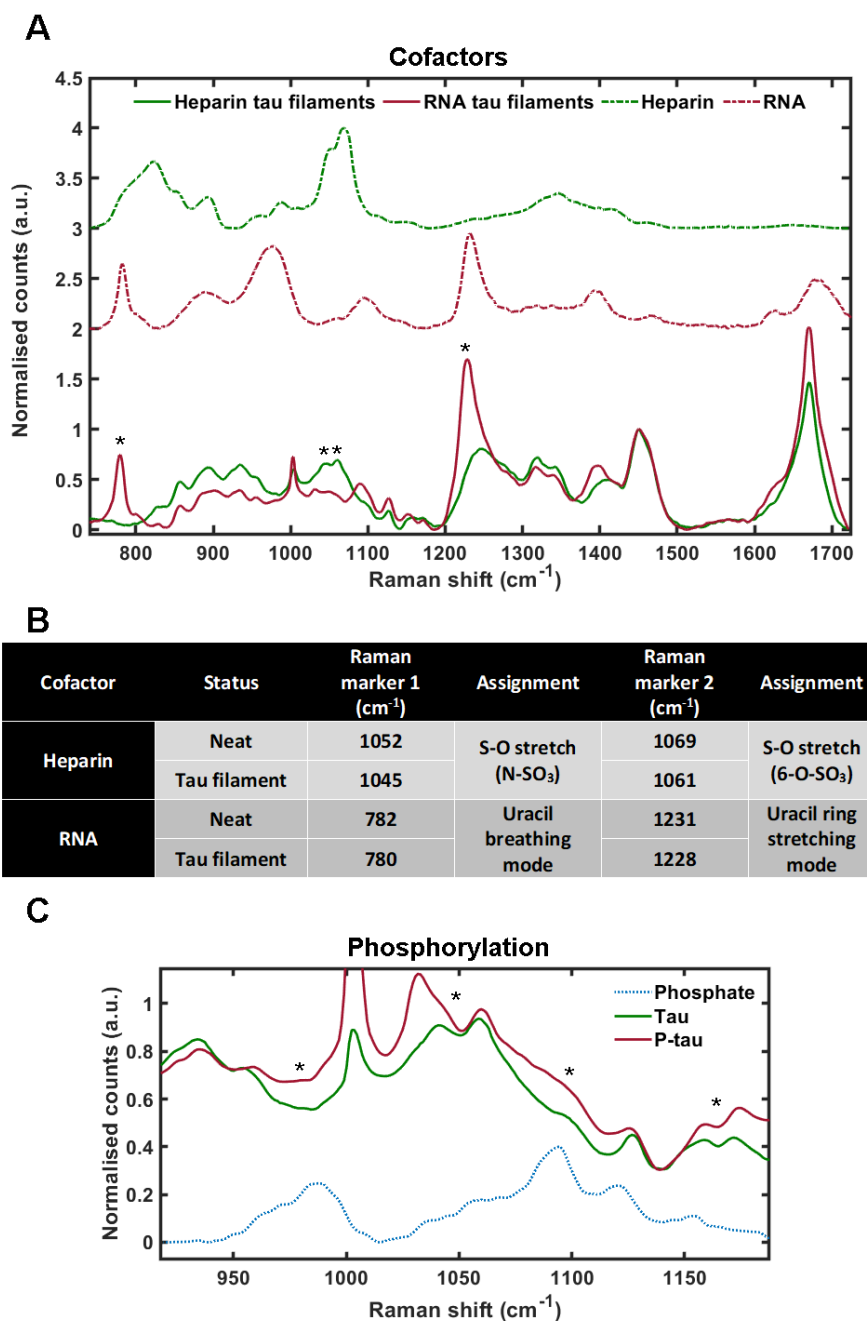 A
Cofactors
Heparin tau filaments RNA tau filaments Heparin RNA
Normalised counts (a.u.)
4.5
4
3.5
3
2.5
2
1.5
1
0.5
0
*
*
* *
800 900 1000 1100 1200 1300 1400 1500 1600 1700
Raman shift (cm⁻¹)
B
Cofactor Status Raman marker 1 (cm⁻¹) Assignment Raman marker 2 (cm⁻¹) Assignment
Heparin Neat 1052 S-O stretch (N-SO₃) 1069 S-O stretch (6-O-SO₃)
Tau filament 1045 1061
RNA Neat 782 Uracil breathing mode 1231 Uracil ring stretching mode
Tau filament 780 1228
C
Phosphorylation
Phosphate
Tau
P-tau
Normalised counts (a.u.)
1
0.8
0.6
0.4
0.2
0
* * * *
950 1000 1050 1100 1150
Raman shift (cm⁻¹)